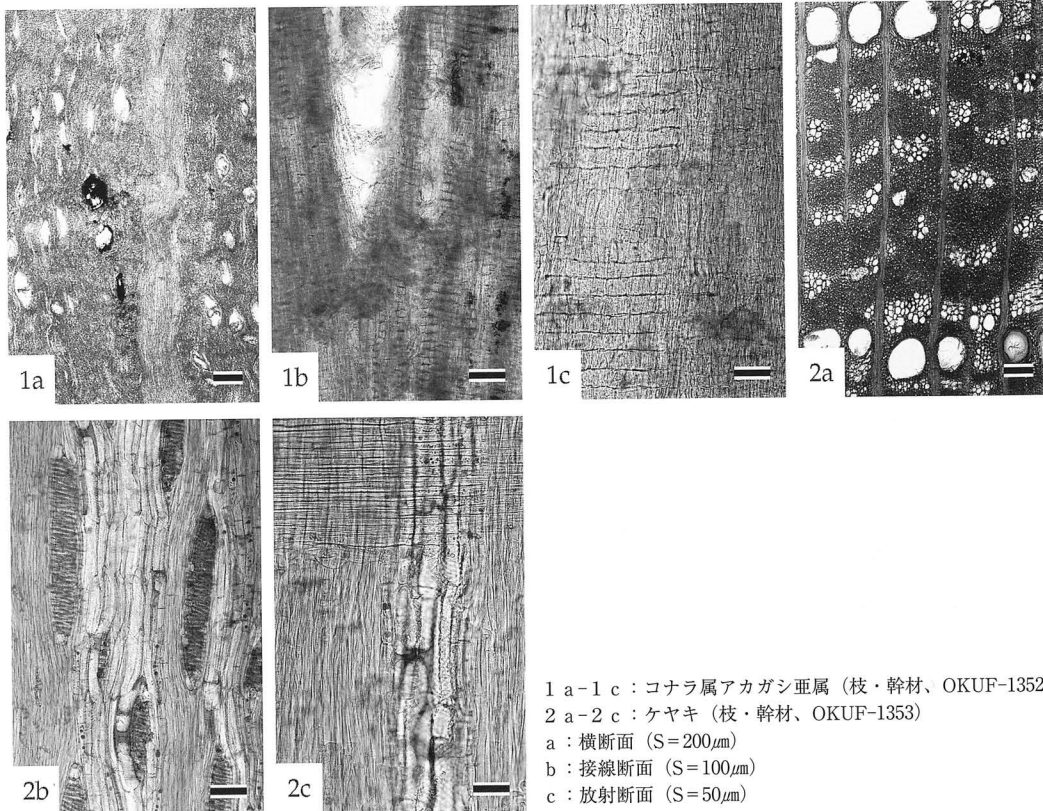 1a
1b
1c
2a
2b
2c
1a-1c：コナラ属アカガシ亜属（枝・幹材、OKUF-1352
2a-2c：ケヤキ（枝・幹材、OKUF-1353）
a：横断面（S=200μm）
b：接線断面（S=100μm）
c：放射断面（S=50μm）